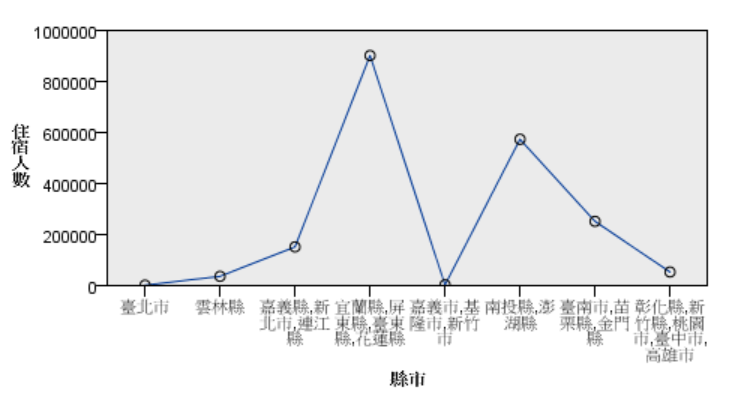 1000000
800000
600000
400000
200000
0
住宿人數
臺北市
雲林縣
嘉義縣,新
北市,連江
縣
宜蘭縣,屏
東縣,臺東
縣,花蓮縣
嘉義市,基
隆市,新竹
市
南投縣,澎
湖縣
臺南市,苗
栗縣,金門
縣
彰化縣,新
竹縣,桃園
市,臺中市,
高雄市
縣市